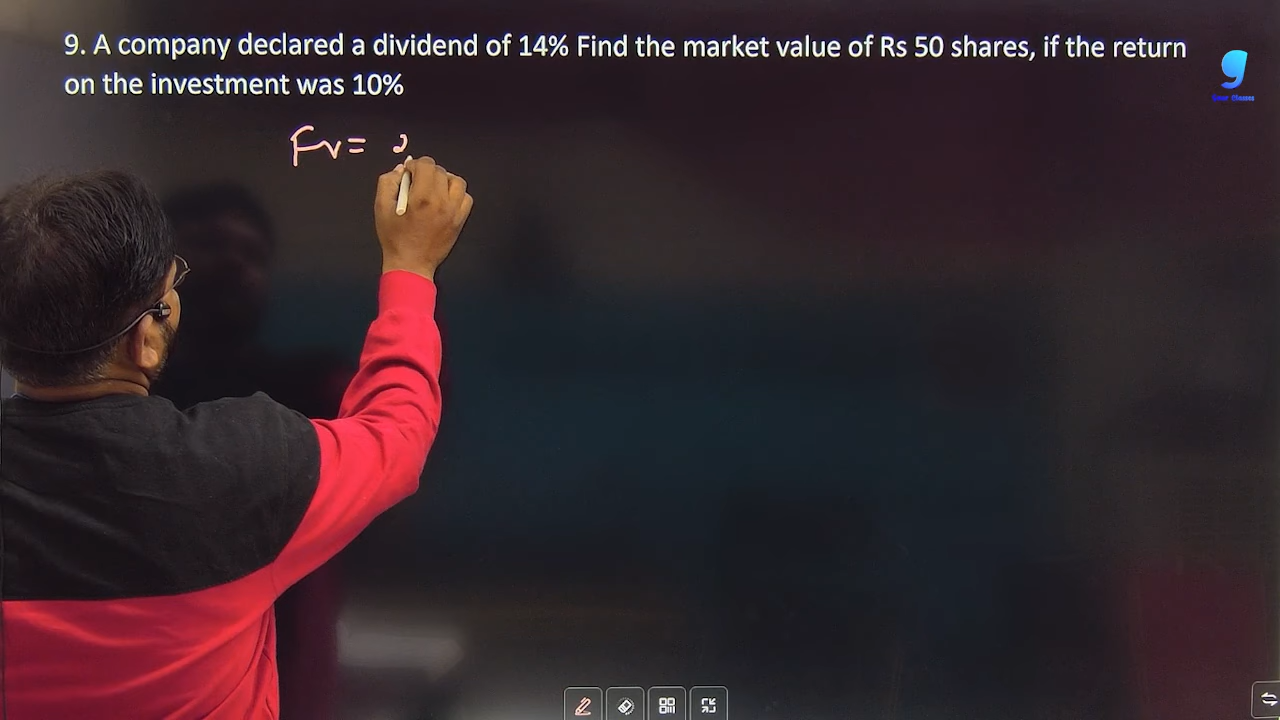 9. A company declared a dividend of 14% Find the market value of Rs 50 shares, if the return
on the investment was 10%
Fv =